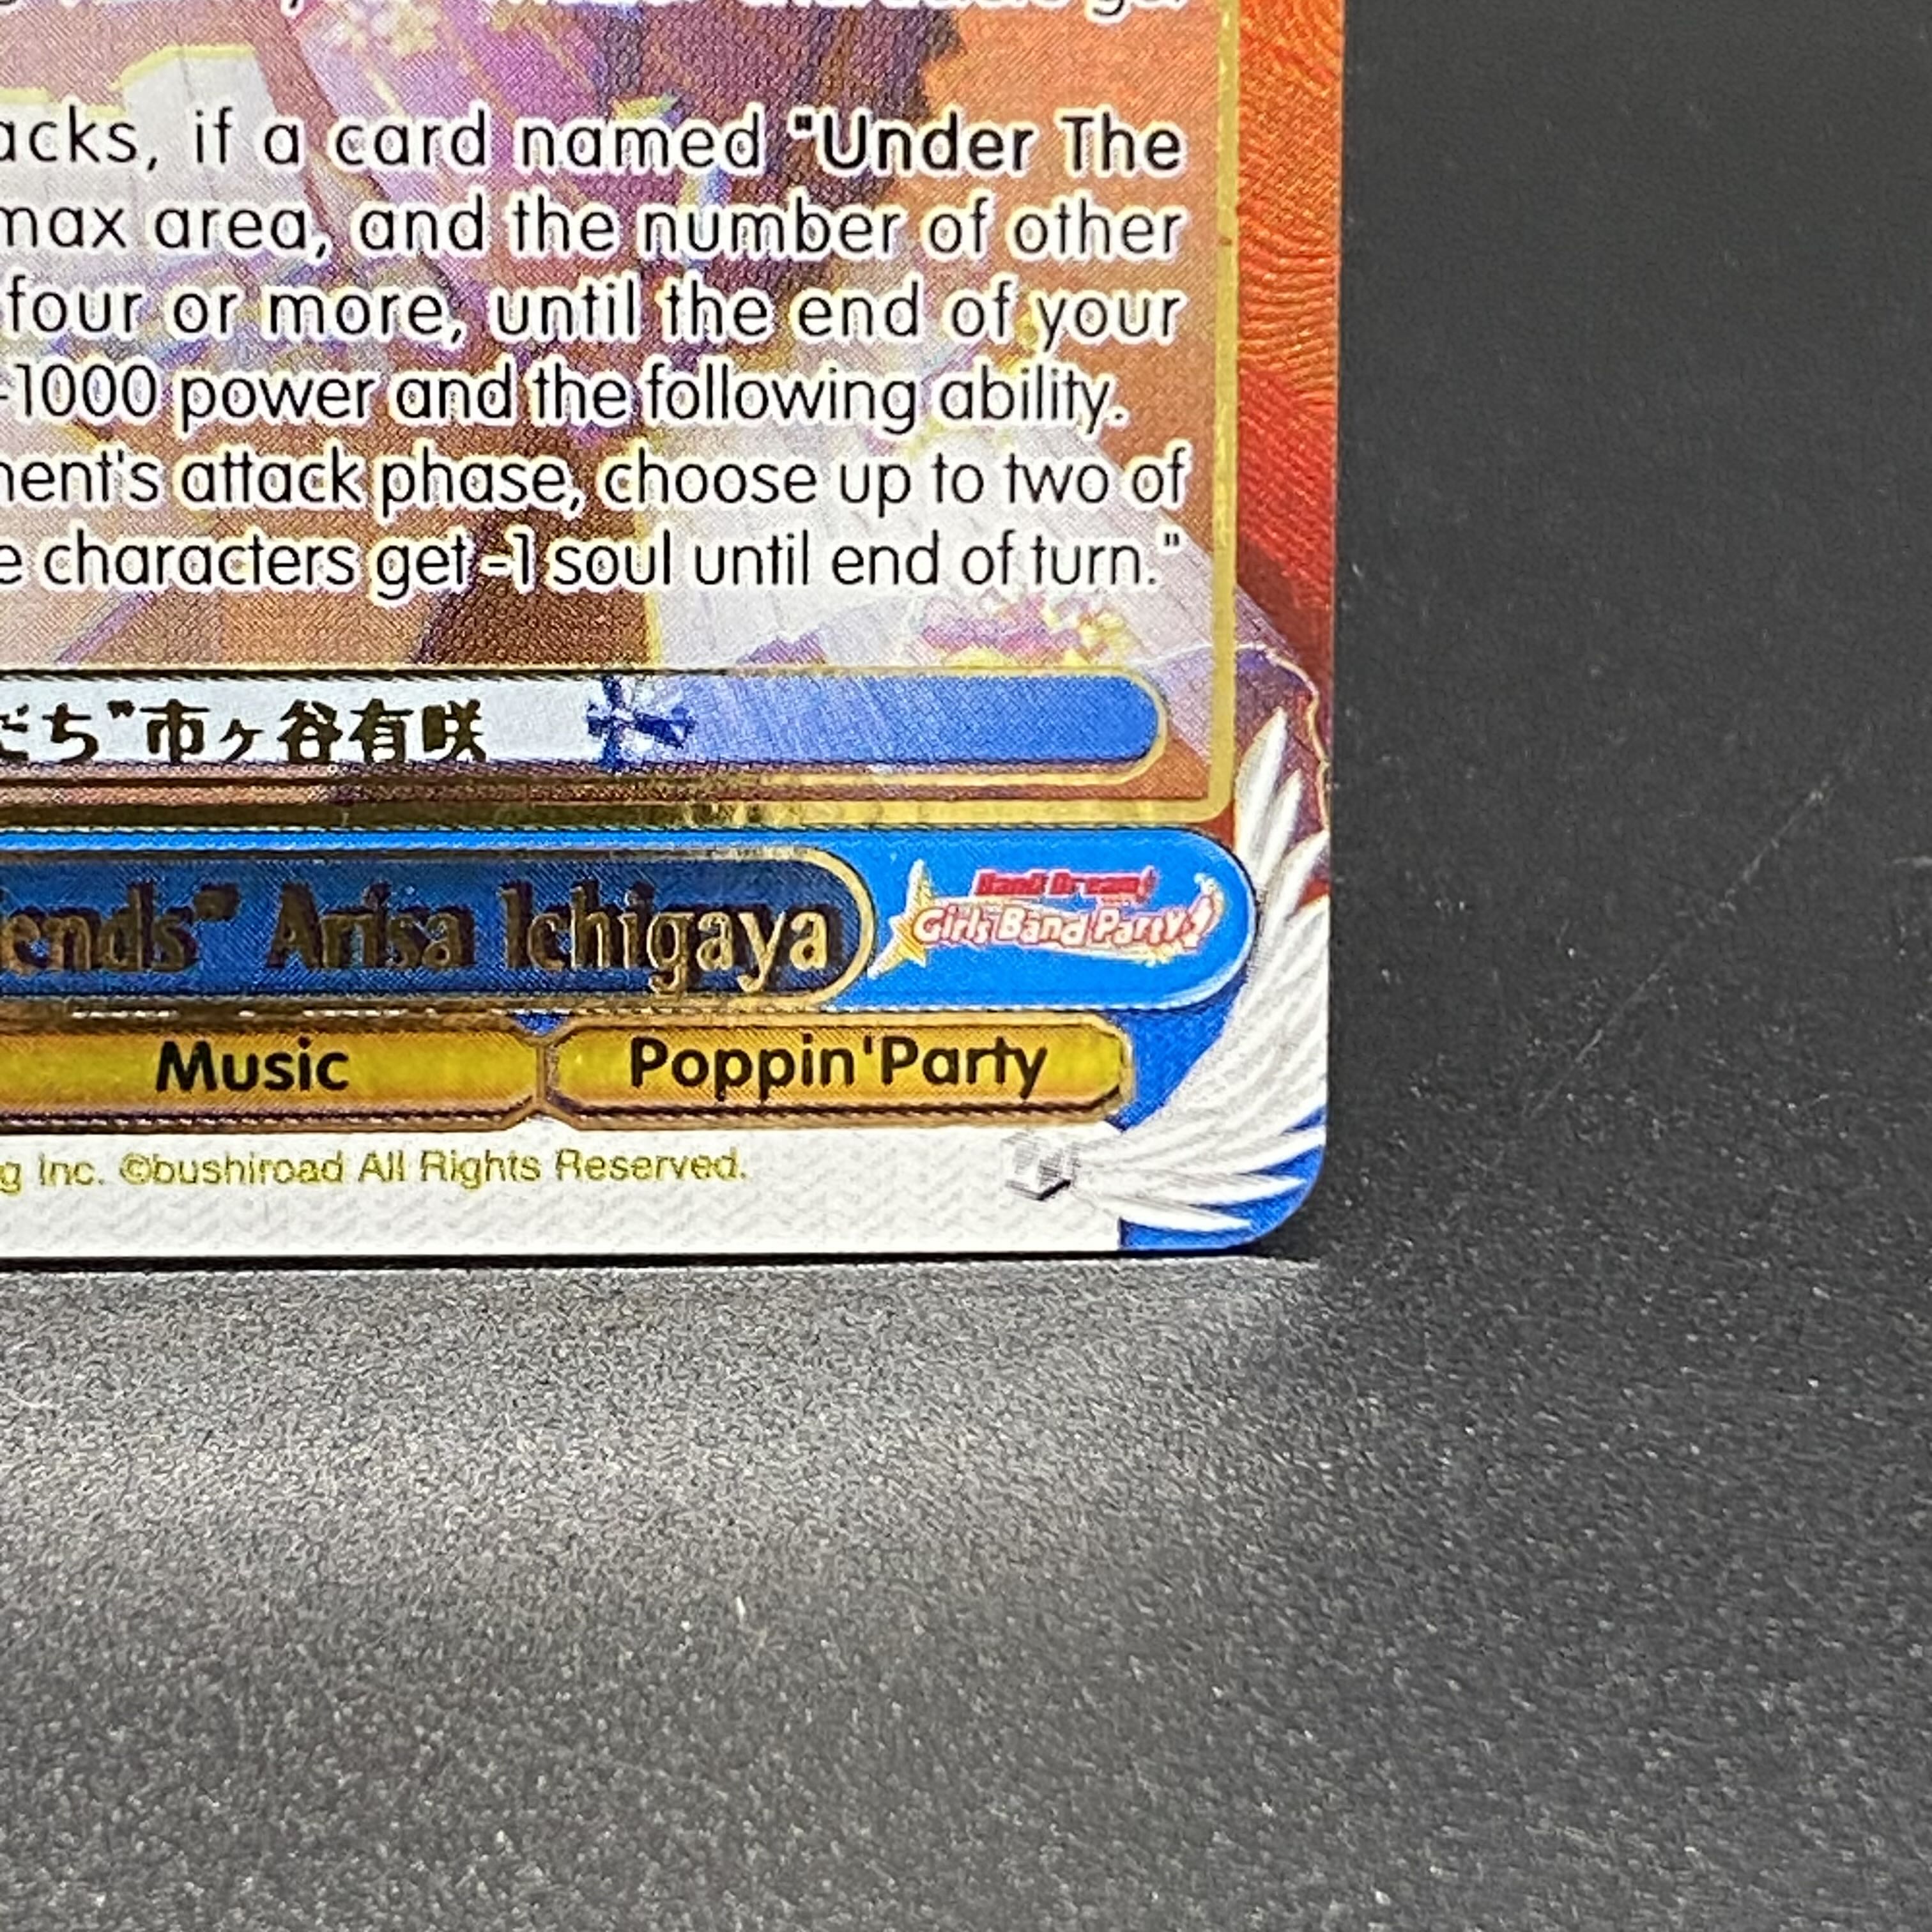 acks, if a card named "Under The
max area, and the number of other
four or more, until the end of your
-1000 power and the following ability.
nent's attack phase, choose up to two of
e characters get -1 soul until end of turn."
だち”市ヶ谷有咲
iends" Arisa Ichigaya
BanG Dream!
Girls Band Party!
Music
Poppin'Party
g Inc. ©bushiroad All Rights Reserved.